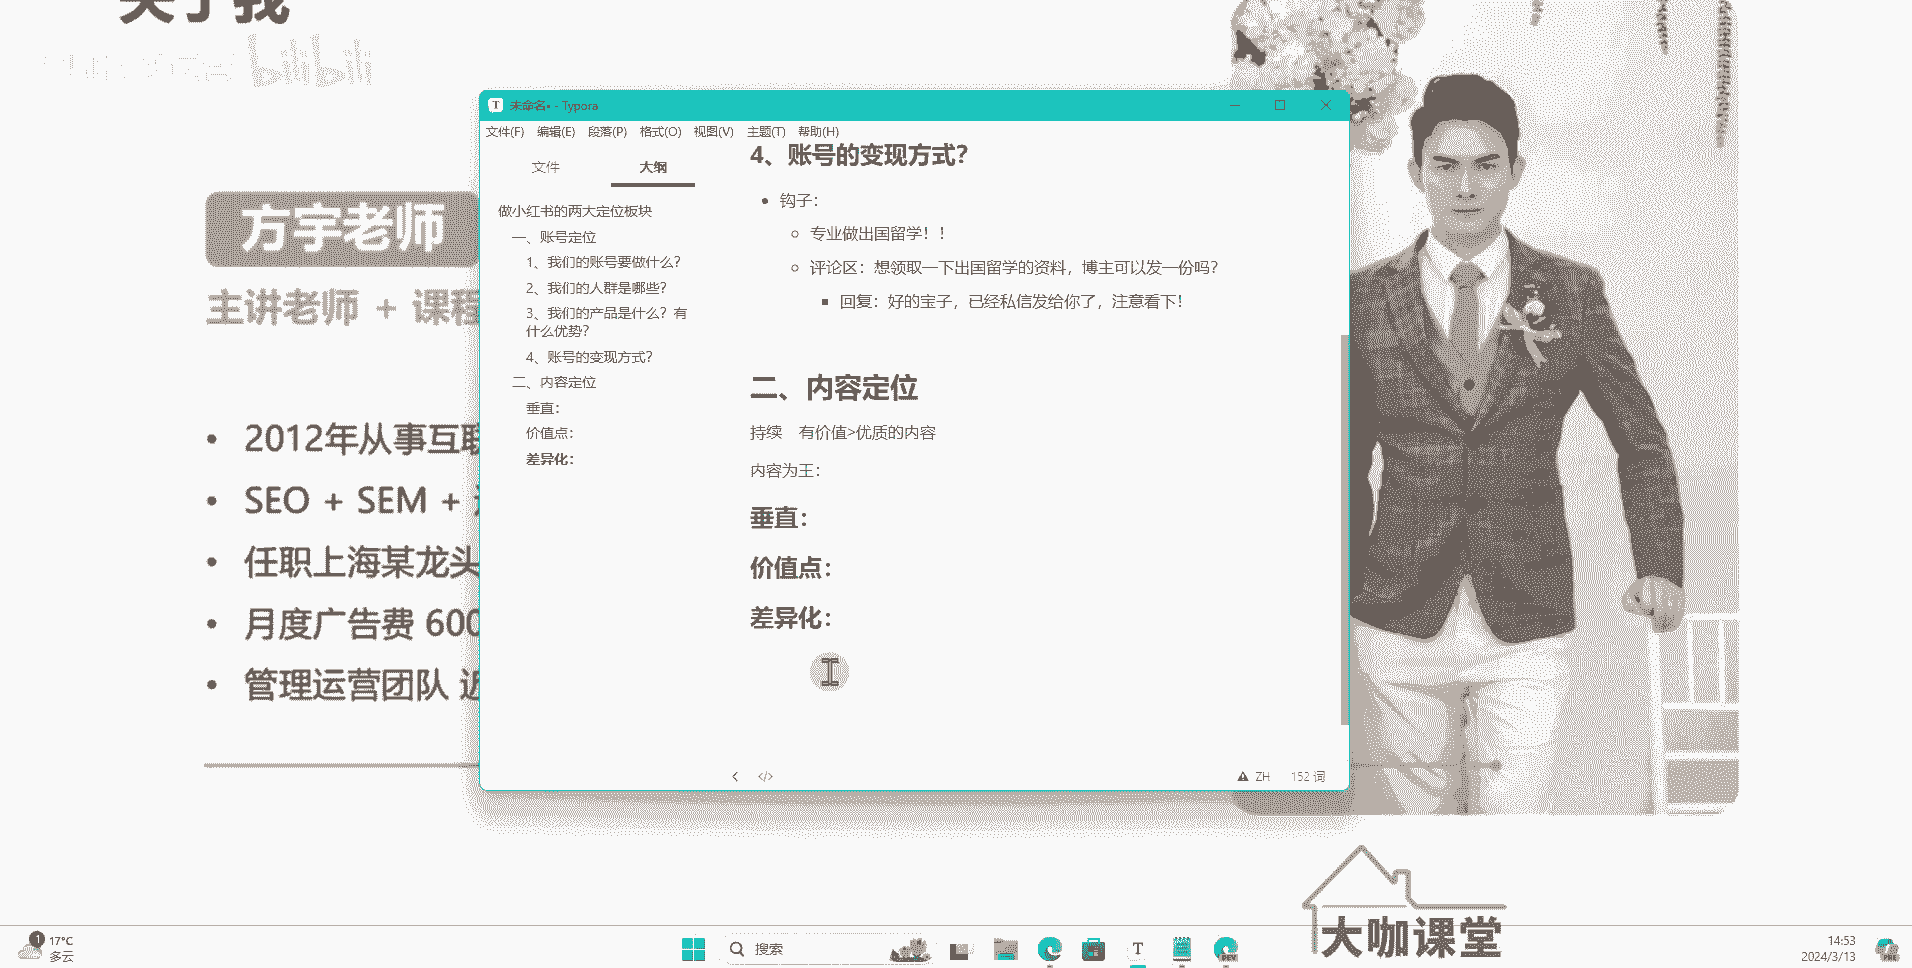 关于我
bilibili
方宇老师
主讲老师 + 课程
2012年从事互联
SEO + SEM +
任职上海某龙头
月度广告费 600
管理运营团队 近
未命名• - Typora
文件(F) 编辑(E) 段落(P) 格式(O) 视图(V) 主题(T) 帮助(H)
文件 大纲
做小红书的两大定位板块
一、账号定位
1、我们的账号要做什么？
2、我们的人群是哪些？
3、我们的产品是什么？有
什么优势？
4、账号的变现方式？
二、内容定位
垂直：
价值点：
差异化：
4、账号的变现方式？
钩子：
专业做出国留学！！
评论区：想领取一下出国留学的资料，博主可以发一份吗？
回复：好的宝子，已经私信发给你了，注意看下！
二、内容定位
持续 有价值>优质的内容
内容为王：
垂直：
价值点：
差异化：
ZH 152 词
大咖课堂
1
17°C
多云
搜索
T
DEV
14:53
2024/3/13
PRE